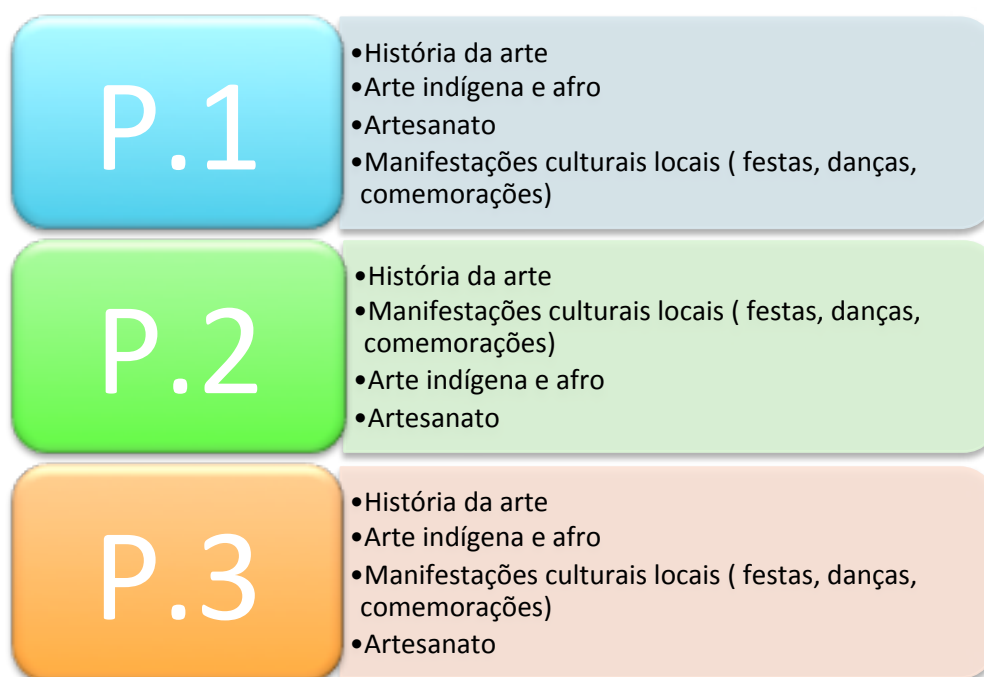 P.1
•História da arte
•Arte indígena e afro
•Artesanato
•Manifestações culturais locais ( festas, danças,
comemorações)
P.2
•História da arte
•Manifestações culturais locais ( festas, danças,
comemorações)
•Arte indígena e afro
•Artesanato
P.3
•História da arte
•Arte indígena e afro
•Manifestações culturais locais ( festas, danças,
comemorações)
•Artesanato